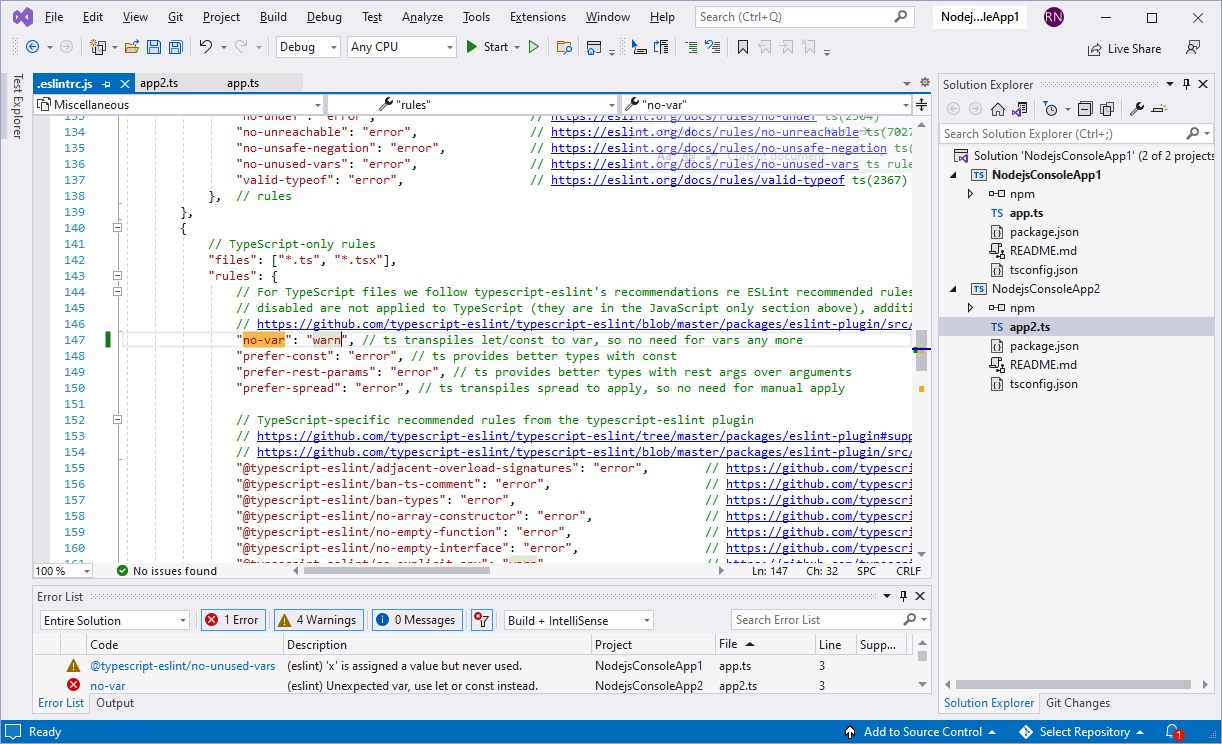 File Edit View Git Project Build Debug Test Analyze Tools Extensions Window Help Search (Ctrl+Q) Nodej...leApp1 RN
Debug Any CPU Start Live Share
Test Explorer
.eslintrc.js app2.ts app.ts
Miscellaneous "rules" "no-var"
133 "no-undef": "error", // https://eslint.org/docs/rules/no-undef ts(2304)
134 "no-unreachable": "error", // https://eslint.org/docs/rules/no-unreachable ts(7027
135 "no-unsafe-negation": "error", // https://eslint.org/docs/rules/no-unsafe-negation ts(
Current document
136 "no-unused-vars": "error", // https://eslint.org/docs/rules/no-unused-vars ts rule
137 "valid-typeof": "error", // https://eslint.org/docs/rules/valid-typeof ts(2367)
138 }, // rules
139 },
140 {
141 // TypeScript-only rules
142 "files": ["*.ts", "*.tsx"],
143 "rules": {
144 // For TypeScript files we follow typescript-eslint's recommendations re ESLint recommended rules
145 // disabled are not applied to TypeScript (they are in the JavaScript only section above), additi
146 // https://github.com/typescript-eslint/typescript-eslint/blob/master/packages/eslint-plugin/src/
147 "no-var": "warn", // ts transpiles let/const to var, so no need for vars any more
148 "prefer-const": "error", // ts provides better types with const
149 "prefer-rest-params": "error", // ts provides better types with rest args over arguments
150 "prefer-spread": "error", // ts transpiles spread to apply, so no need for manual apply
151
152 // TypeScript-specific recommended rules from the typescript-eslint plugin
153 // https://github.com/typescript-eslint/typescript-eslint/tree/master/packages/eslint-plugin#supp
154 // https://github.com/typescript-eslint/typescript-eslint/blob/master/packages/eslint-plugin/src/
155 "@typescript-eslint/adjacent-overload-signatures": "error", // https://github.com/typescri
156 "@typescript-eslint/ban-ts-comment": "error", // https://github.com/typescri
157 "@typescript-eslint/ban-types": "error", // https://github.com/typescri
158 "@typescript-eslint/no-array-constructor": "error", // https://github.com/typescri
159 "@typescript-eslint/no-empty-function": "error", // https://github.com/typescri
160 "@typescript-eslint/no-empty-interface": "error", // https://github.com/typescri
161 "@typescript-eslint/no-explicit-any": "warn", // https://github.com/typescri
100 % No issues found Ln: 147 Ch: 32 SPC CRLF
Error List
Entire Solution 1 Error 4 Warnings 0 Messages Build + IntelliSense Search Error List
Code Description Project File Line Supp...
@typescript-eslint/no-unused-vars (eslint) 'x' is assigned a value but never used. NodejsConsoleApp1 app.ts 3
no-var (eslint) Unexpected var, use let or const instead. NodejsConsoleApp2 app2.ts 3
Error List Output
Solution Explorer
Search Solution Explorer (Ctrl+;)
Solution 'NodejsConsoleApp1' (2 of 2 projects
TS NodejsConsoleApp1
npm
TS app.ts
package.json
README.md
tsconfig.json
TS NodejsConsoleApp2
npm
TS app2.ts
package.json
README.md
tsconfig.json
Solution Explorer Git Changes
Ready Add to Source Control Select Repository 1